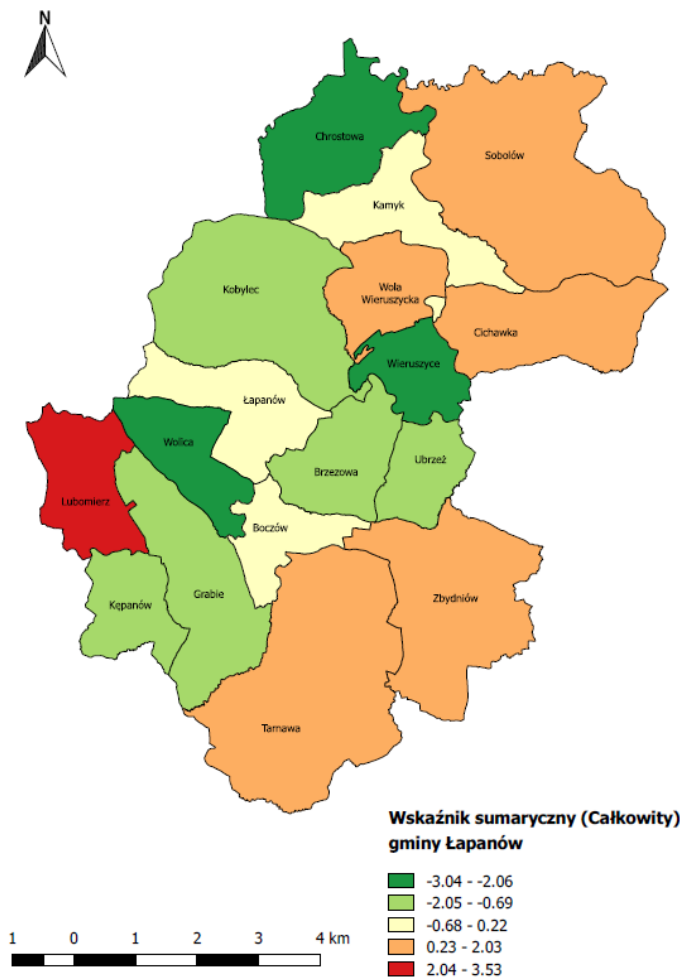 N
Chrostowa
Sobolów
Kamyk
Kobylec
Wola
Wieruszycka
Cichawka
Wieruszyce
Łapanów
Wolica
Brzezowa
Ubrzeż
Lubomierz
Boczów
Kępanów
Grabie
Zbydniów
Tarnawa
Wskaźnik sumaryczny (Całkowity)
gminy Łapanów
-3.04 - -2.06
-2.05 - -0.69
-0.68 - 0.22
0.23 - 2.03
2.04 - 3.53
1 0 1 2 3 4 km